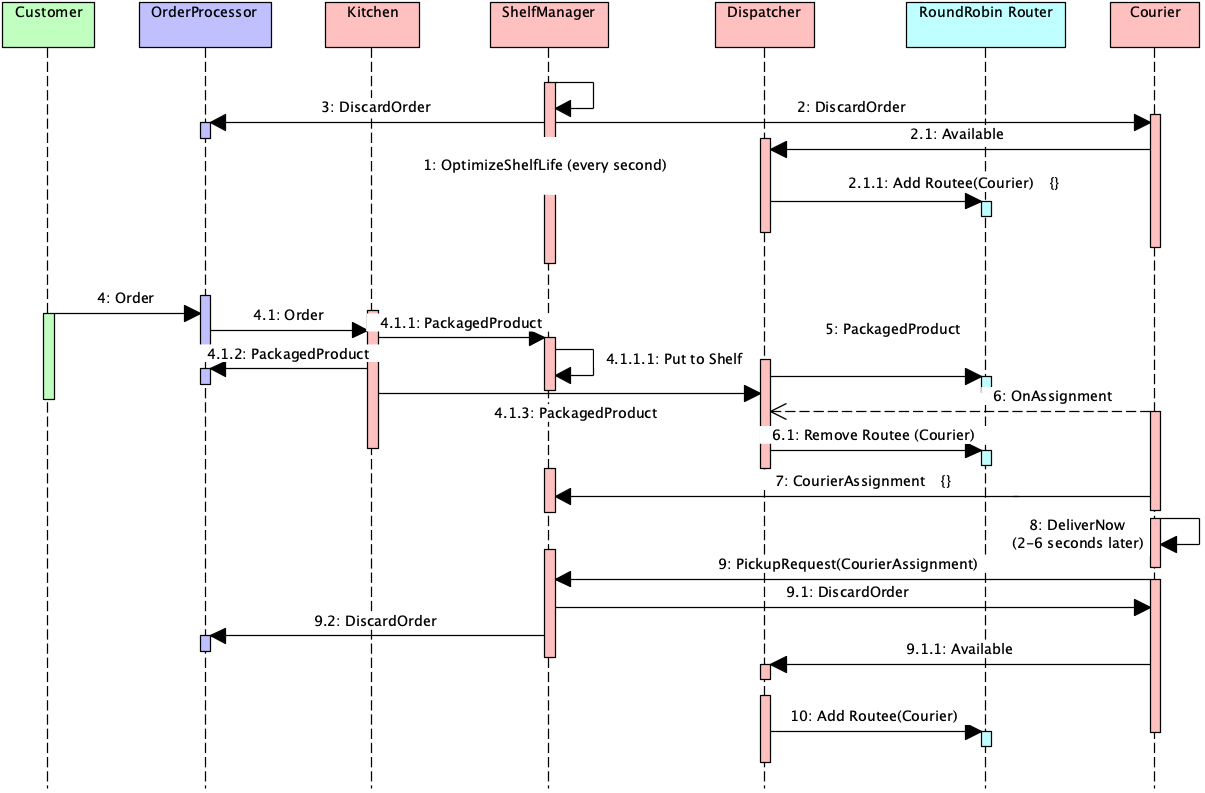 Customer
OrderProcessor
Kitchen
ShelfManager
Dispatcher
RoundRobin Router
Courier
3: DiscardOrder
2: DiscardOrder
2.1: Available
1: OptimizeShelfLife (every second)
2.1.1: Add Routee(Courier) {}
4: Order
4.1: Order
4.1.1: PackagedProduct
5: PackagedProduct
4.1.2: PackagedProduct
4.1.1.1: Put to Shelf
6: OnAssignment
4.1.3: PackagedProduct
6.1: Remove Routee (Courier)
7: CourierAssignment {}
8: DeliverNow
(2-6 seconds later)
9: PickupRequest(CourierAssignment)
9.1: DiscardOrder
9.2: DiscardOrder
9.1.1: Available
10: Add Routee(Courier)